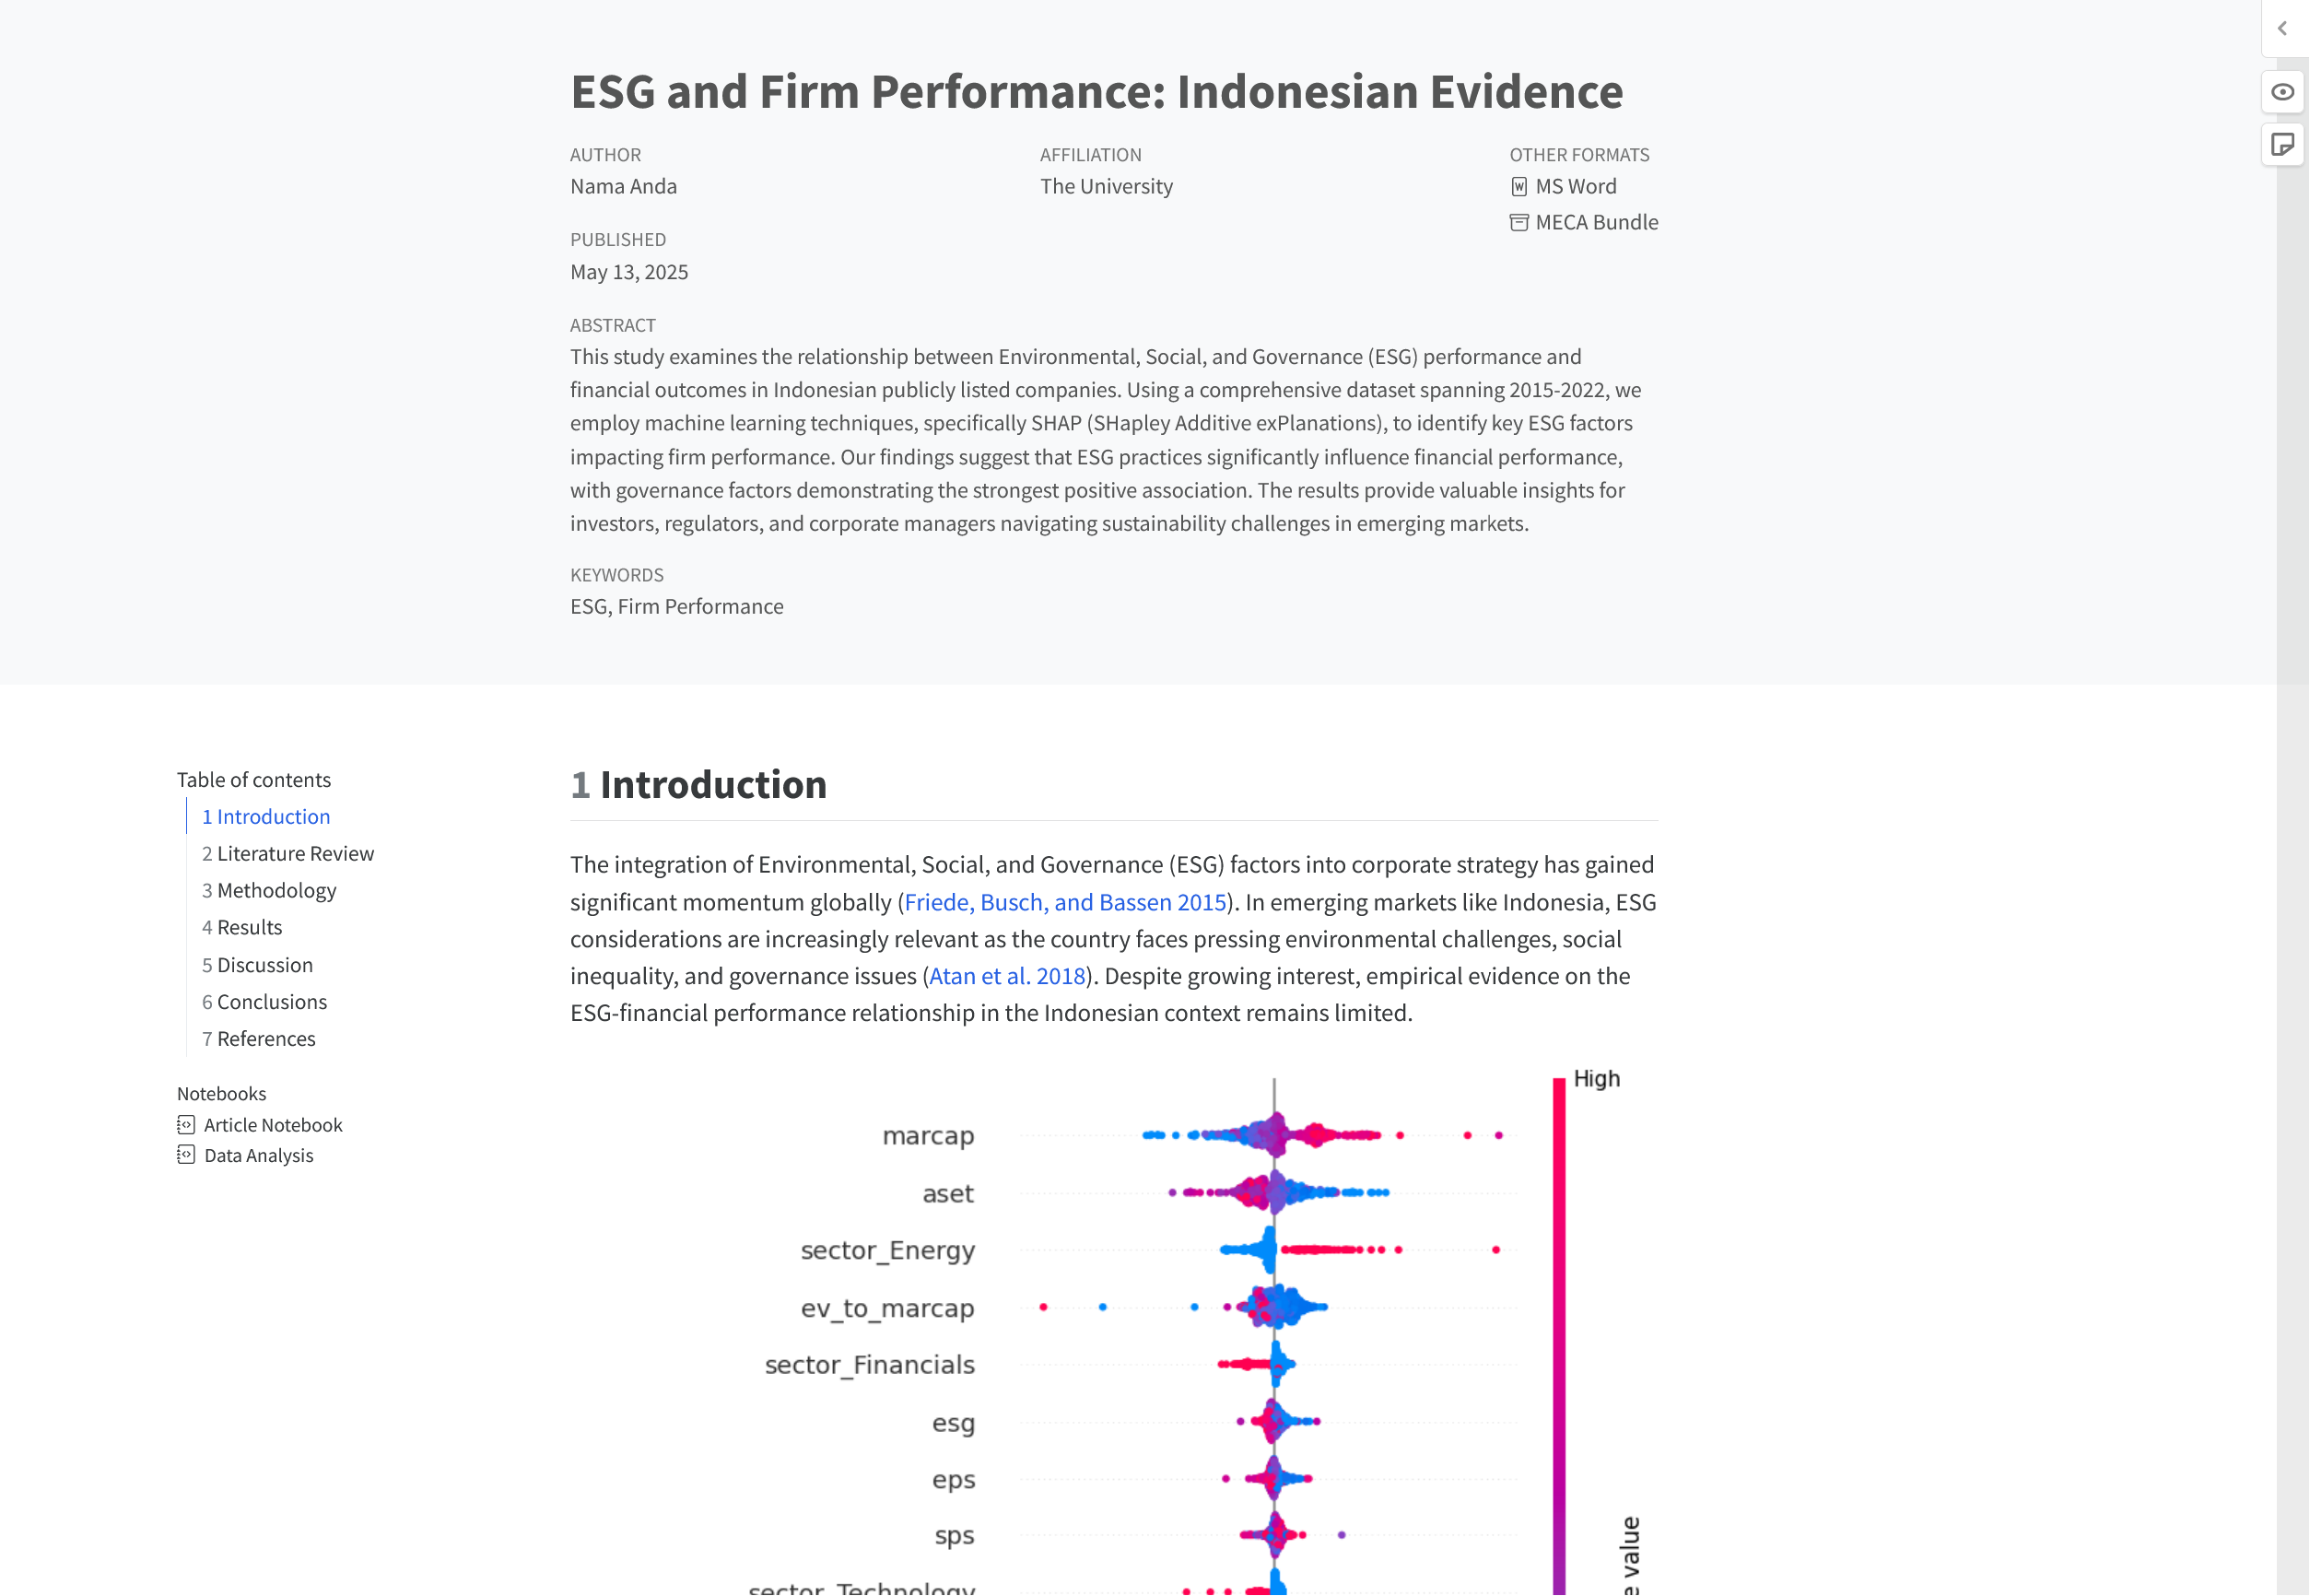 ESG and Firm Performance: Indonesian Evidence
AUTHOR
Nama Anda
AFFILIATION
The University
OTHER FORMATS
MS Word
MECA Bundle
PUBLISHED
May 13, 2025
ABSTRACT
This study examines the relationship between Environmental, Social, and Governance (ESG) performance and
financial outcomes in Indonesian publicly listed companies. Using a comprehensive dataset spanning 2015-2022, we
employ machine learning techniques, specifically SHAP (SHapley Additive exPlanations), to identify key ESG factors
impacting firm performance. Our findings suggest that ESG practices significantly influence financial performance,
with governance factors demonstrating the strongest positive association. The results provide valuable insights for
investors, regulators, and corporate managers navigating sustainability challenges in emerging markets.
KEYWORDS
ESG, Firm Performance
Table of contents
1 Introduction
2 Literature Review
3 Methodology
4 Results
5 Discussion
6 Conclusions
7 References
Notebooks
Article Notebook
Data Analysis
1 Introduction
The integration of Environmental, Social, and Governance (ESG) factors into corporate strategy has gained
significant momentum globally (Friede, Busch, and Bassen 2015). In emerging markets like Indonesia, ESG
considerations are increasingly relevant as the country faces pressing environmental challenges, social
inequality, and governance issues (Atan et al. 2018). Despite growing interest, empirical evidence on the
ESG-financial performance relationship in the Indonesian context remains limited.
High
marcap
aset
sector_Energy
ev_to_marcap
sector_Financials
esg
eps
sps
sector_Technology
e value